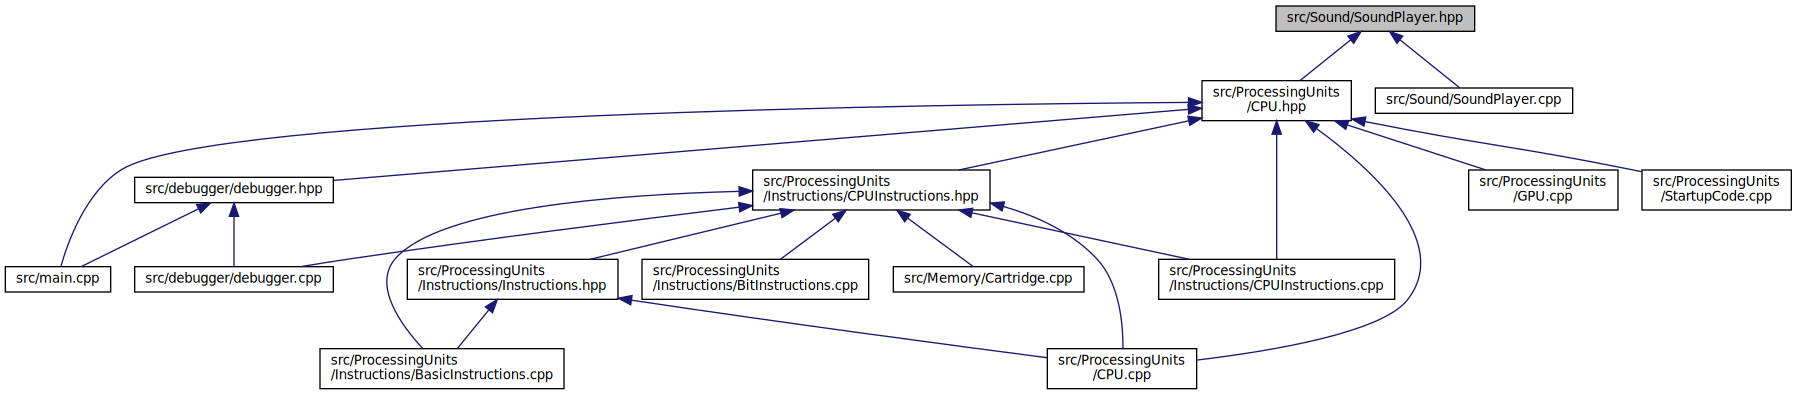 src/Sound/SoundPlayer.hpp
src/ProcessingUnits
/CPU.hpp
src/Sound/SoundPlayer.cpp
src/debugger/debugger.hpp
src/ProcessingUnits
/Instructions/CPUInstructions.hpp
src/ProcessingUnits
/GPU.cpp
src/ProcessingUnits
/StartupCode.cpp
src/main.cpp
src/debugger/debugger.cpp
src/ProcessingUnits
/Instructions/Instructions.hpp
src/ProcessingUnits
/Instructions/BitInstructions.cpp
src/Memory/Cartridge.cpp
src/ProcessingUnits
/Instructions/CPUInstructions.cpp
src/ProcessingUnits
/Instructions/BasicInstructions.cpp
src/ProcessingUnits
/CPU.cpp